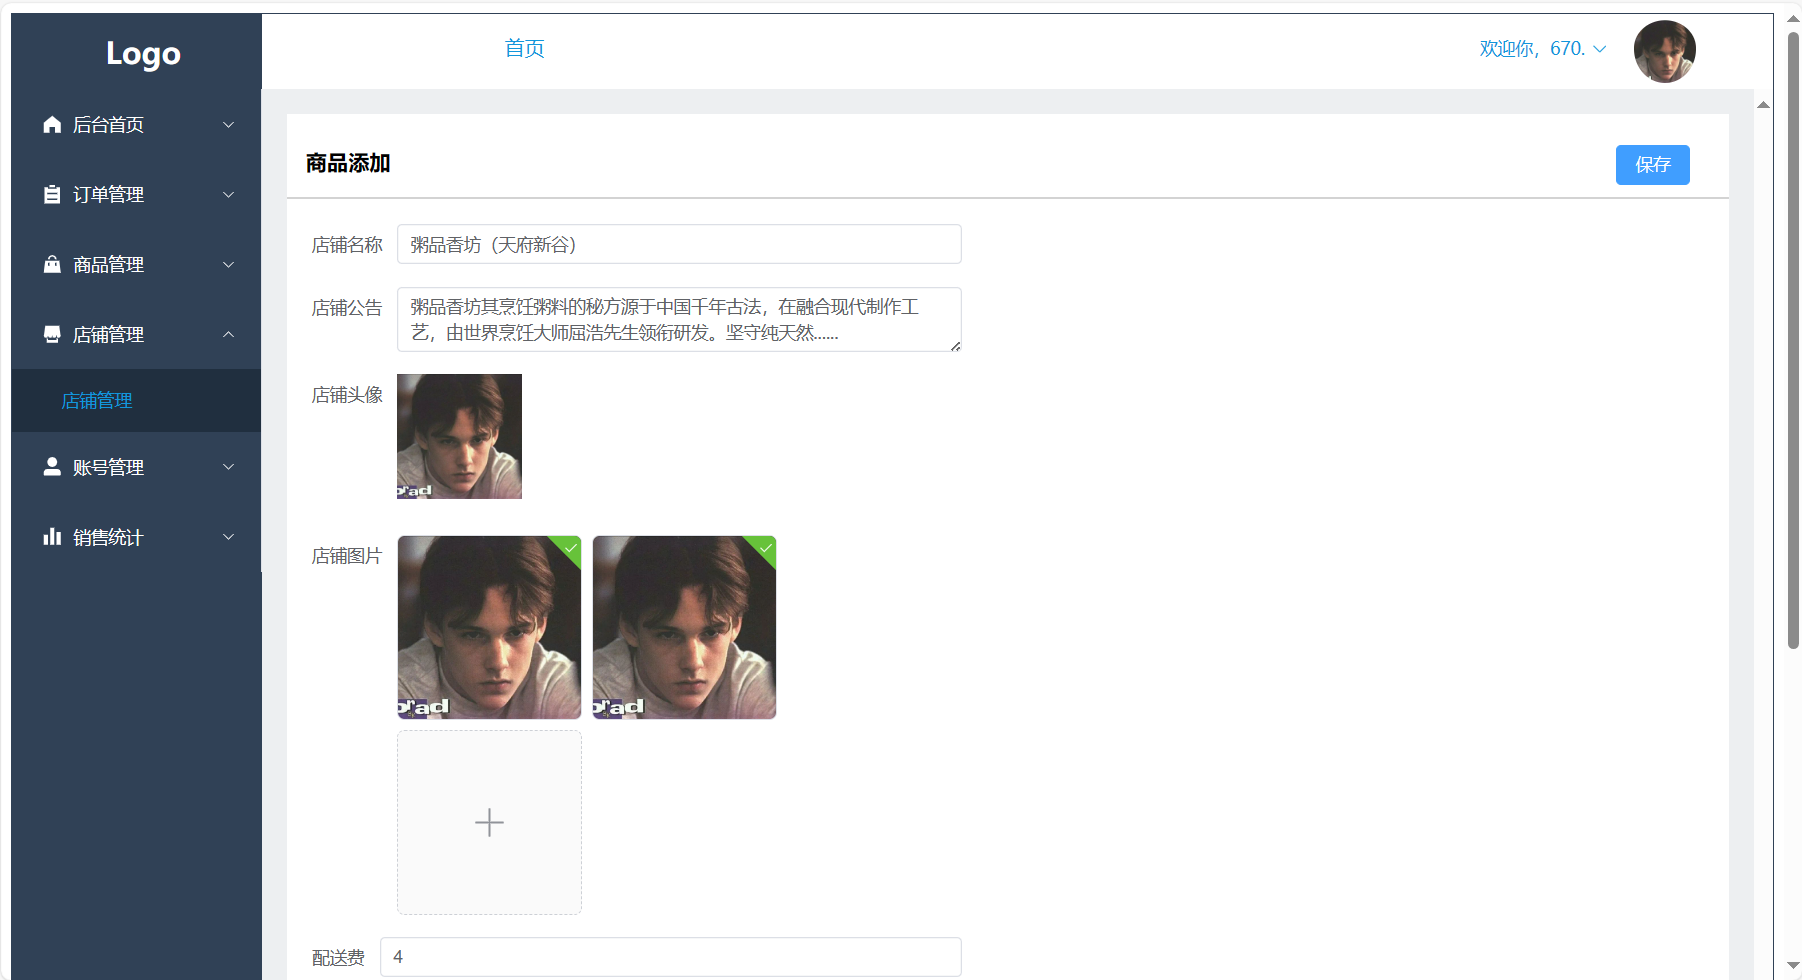 Logo
首页
欢迎你，670.
后台首页
订单管理
商品管理
店铺管理
店铺管理
账号管理
销售统计
商品添加
保存
店铺名称
粥品香坊（天府新谷）
店铺公告
粥品香坊其烹饪粥料的秘方源于中国千年古法，在融合现代制作工
艺，由世界烹饪大师屈浩先生领衔研发。坚守纯天然......
店铺头像
brad
店铺图片
brad
brad
配送费
4